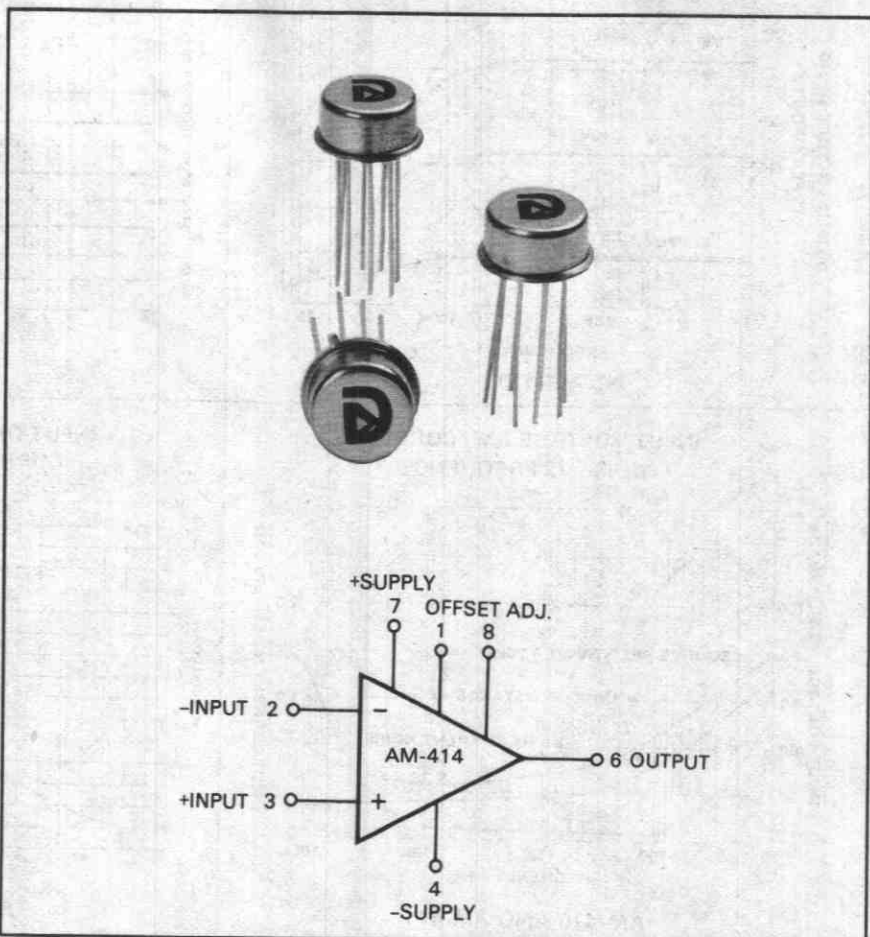 +SUPPLY
7 OFFSET ADJ.
1 8
-INPUT 2
-
AM-414
6 OUTPUT
+INPUT 3
+
4
-SUPPLY